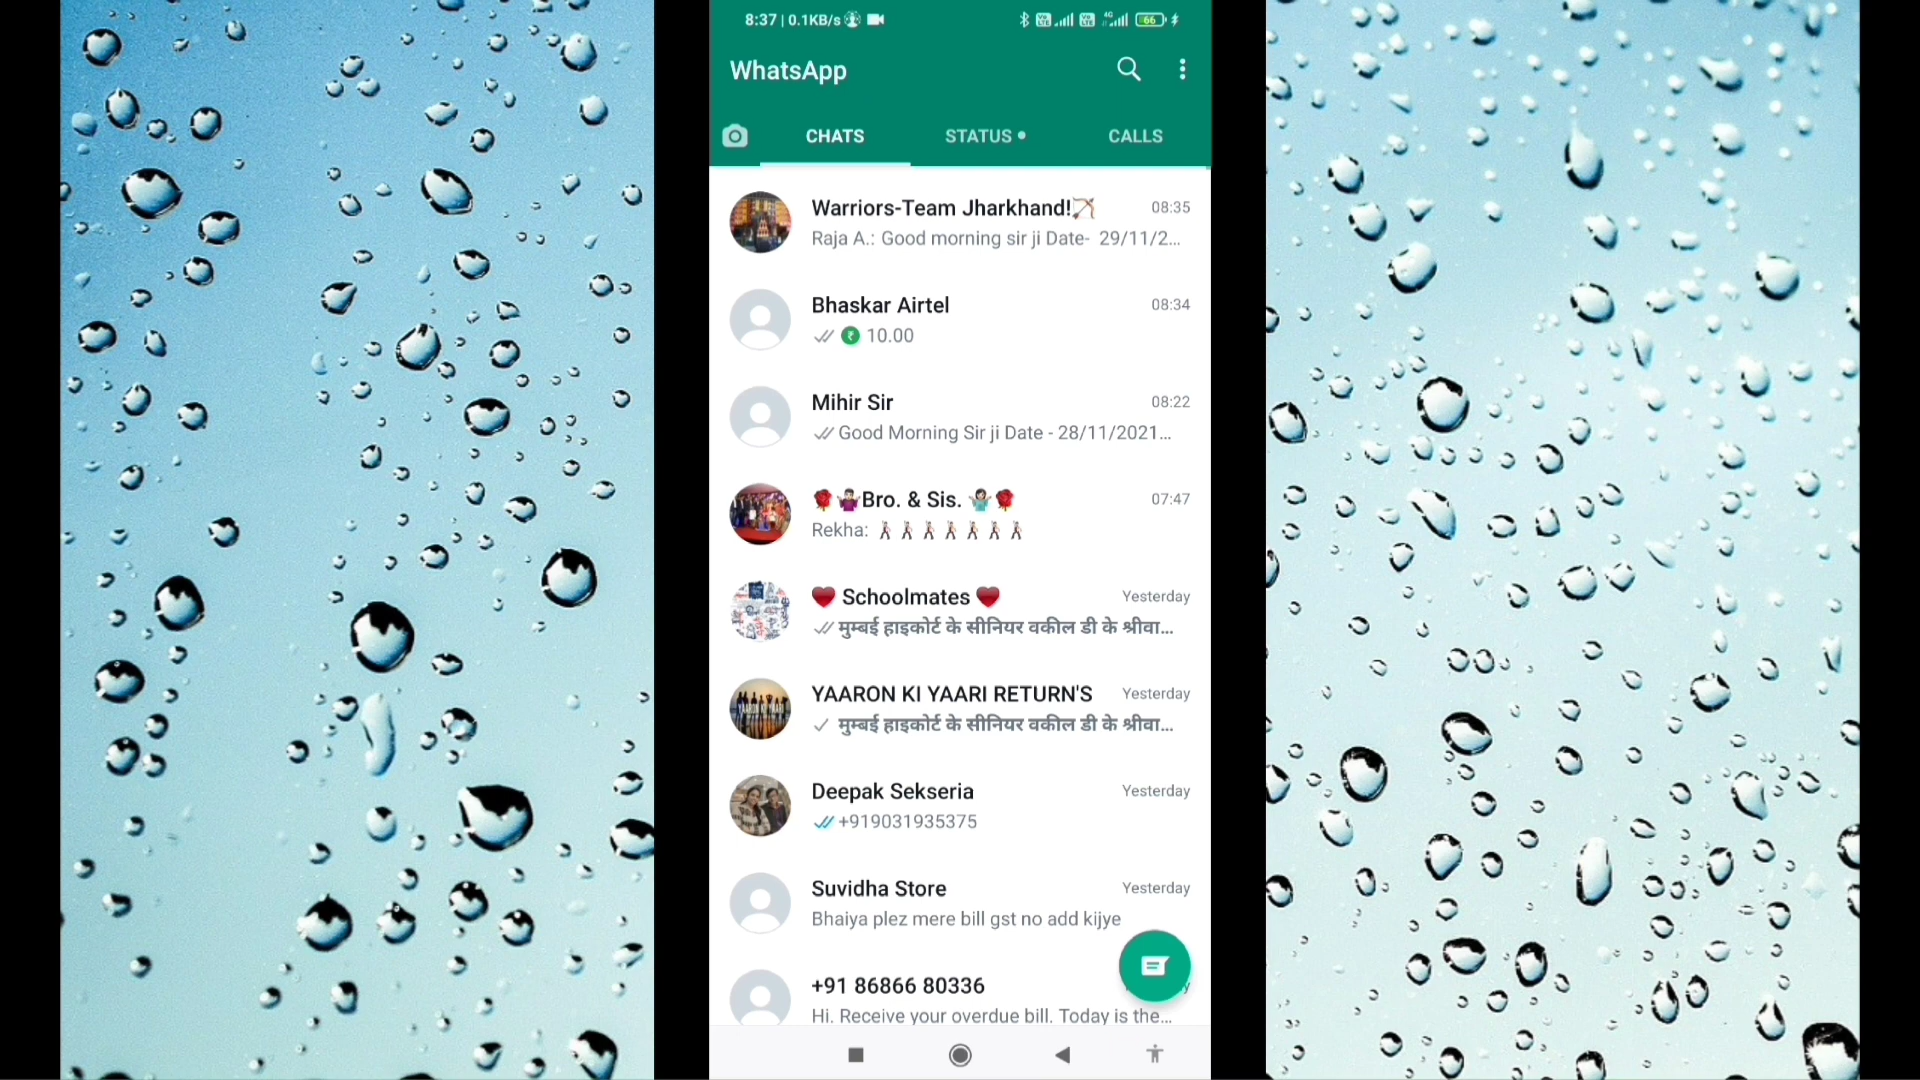 8:37 | 0.1KB/s
4G
66
WhatsApp
CHATS
STATUS
CALLS
Warriors-Team Jharkhand!🏹
08:35
Raja A.: Good morning sir ji Date-  29/11/2...
Bhaskar Airtel
08:34
₹ 10.00
Mihir Sir
08:22
Good Morning Sir ji Date - 28/11/2021...
Bro. & Sis.
07:47
Rekha:
❤️ Schoolmates ❤️
Yesterday
मुम्बई हाइकोर्ट के सीनियर वकील डी के श्रीवा...
YAARON KI YAARI RETURN'S
Yesterday
मुम्बई हाइकोर्ट के सीनियर वकील डी के श्रीवा...
Deepak Sekseria
Yesterday
+919031935375
Suvidha Store
Yesterday
Bhaiya plez mere bill gst no add kijye
+91 86866 80336
Hi. Receive your overdue bill. Today is the...